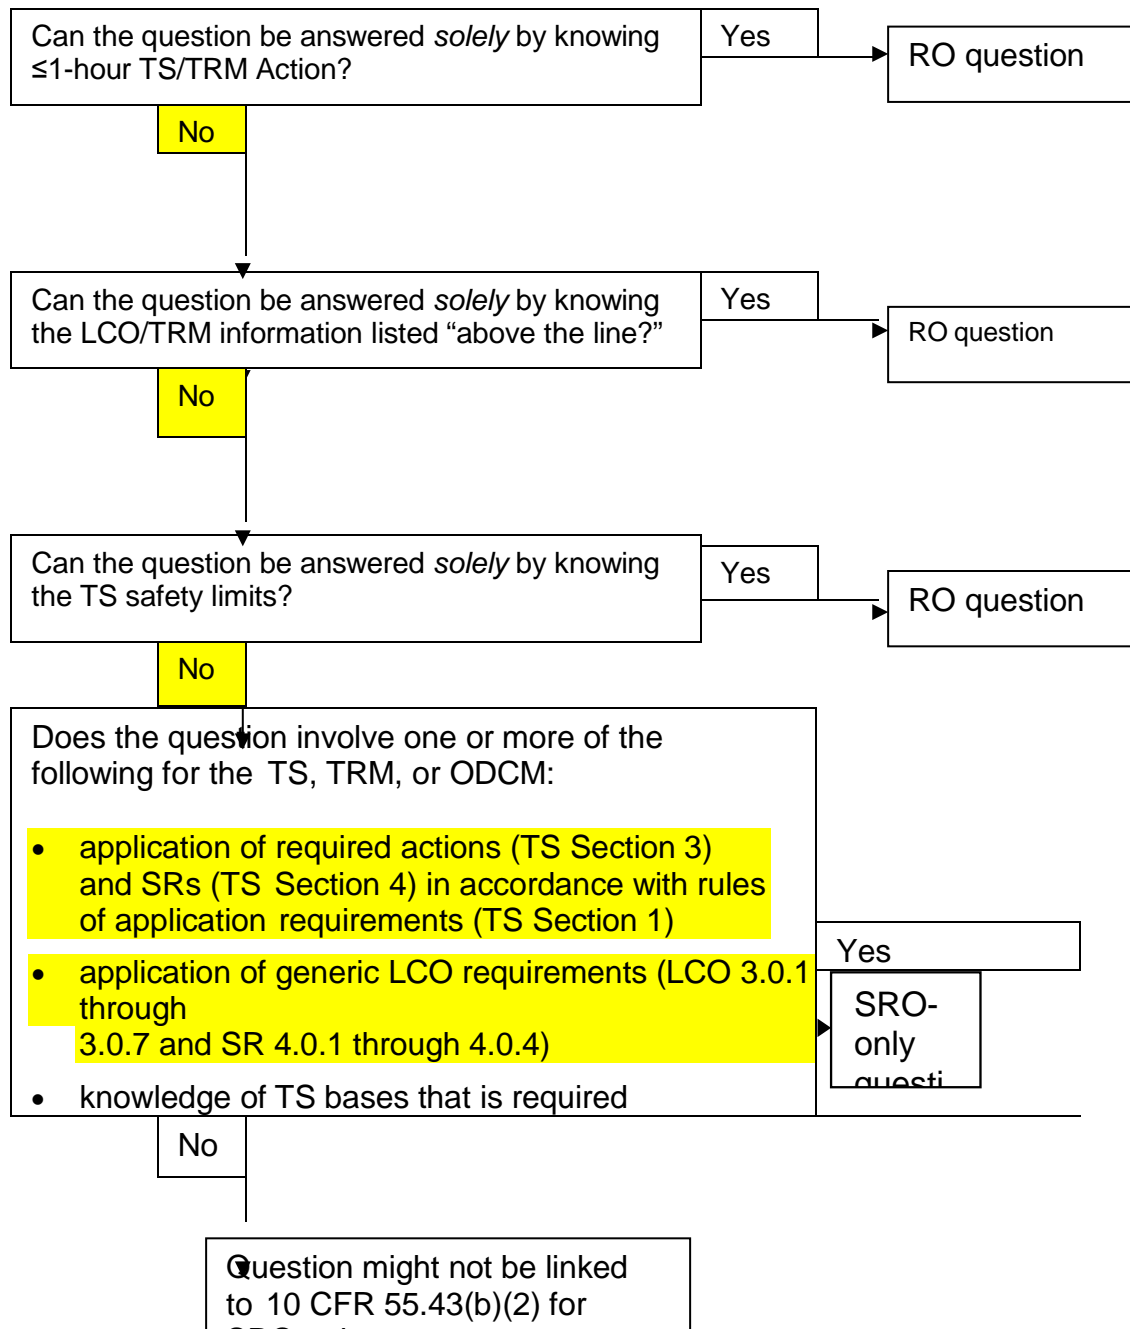 Can the question be answered solely by knowing
≤1-hour TS/TRM Action?
Yes
RO question
No
Can the question be answered solely by knowing
the LCO/TRM information listed “above the line?”
Yes
RO question
No
Can the question be answered solely by knowing
the TS safety limits?
Yes
RO question
No
Does the question involve one or more of the
following for the TS, TRM, or ODCM:
• application of required actions (TS Section 3)
and SRs (TS Section 4) in accordance with rules
of application requirements (TS Section 1)
• application of generic LCO requirements (LCO 3.0.1
through
3.0.7 and SR 4.0.1 through 4.0.4)
• knowledge of TS bases that is required
Yes
SRO-
only
questi
No
Question might not be linked
to 10 CFR 55.43(b)(2) for